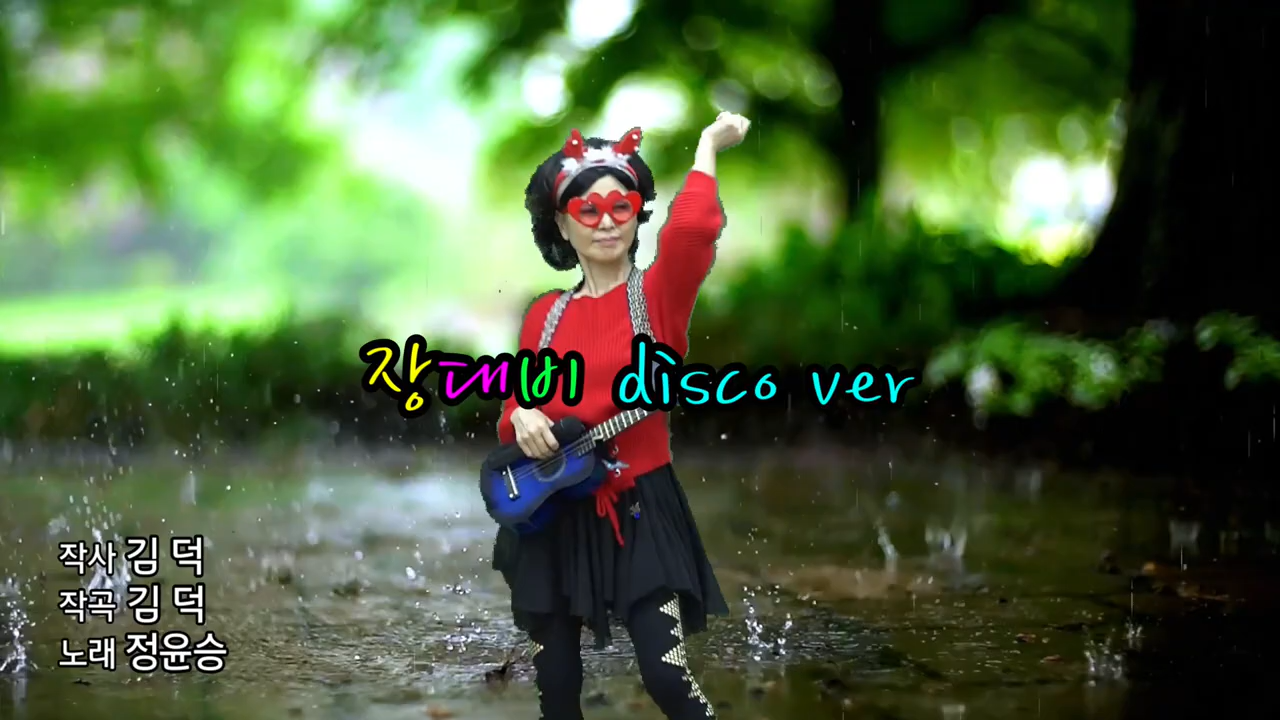 장대비 disco ver
작사 김 덕
작곡 김 덕
노래 정윤승